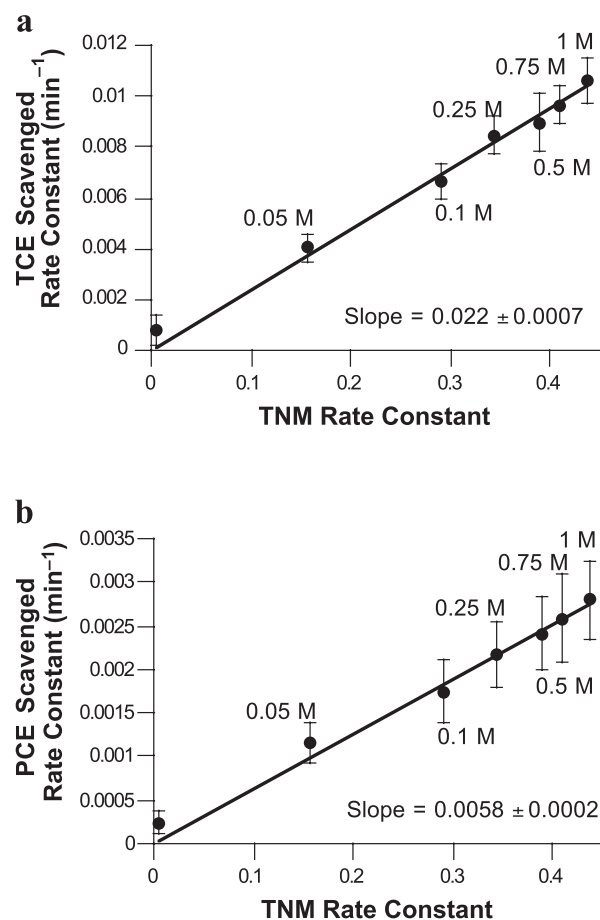 a
TCE Scavenged
Rate Constant (min⁻¹)
0.012
0.01
0.008
0.006
0.004
0.002
0
1 M
0.75 M
0.25 M
0.5 M
0.05 M
0.1 M
Slope = 0.022 ± 0.0007
0
0.1
0.2
0.3
0.4
TNM Rate Constant
b
PCE Scavenged
Rate Constant (min⁻¹)
0.0035
0.003
0.0025
0.002
0.0015
0.001
0.0005
0
1 M
0.75 M
0.25 M
0.5 M
0.05 M
0.1 M
Slope = 0.0058 ± 0.0002
0
0.1
0.2
0.3
0.4
TNM Rate Constant